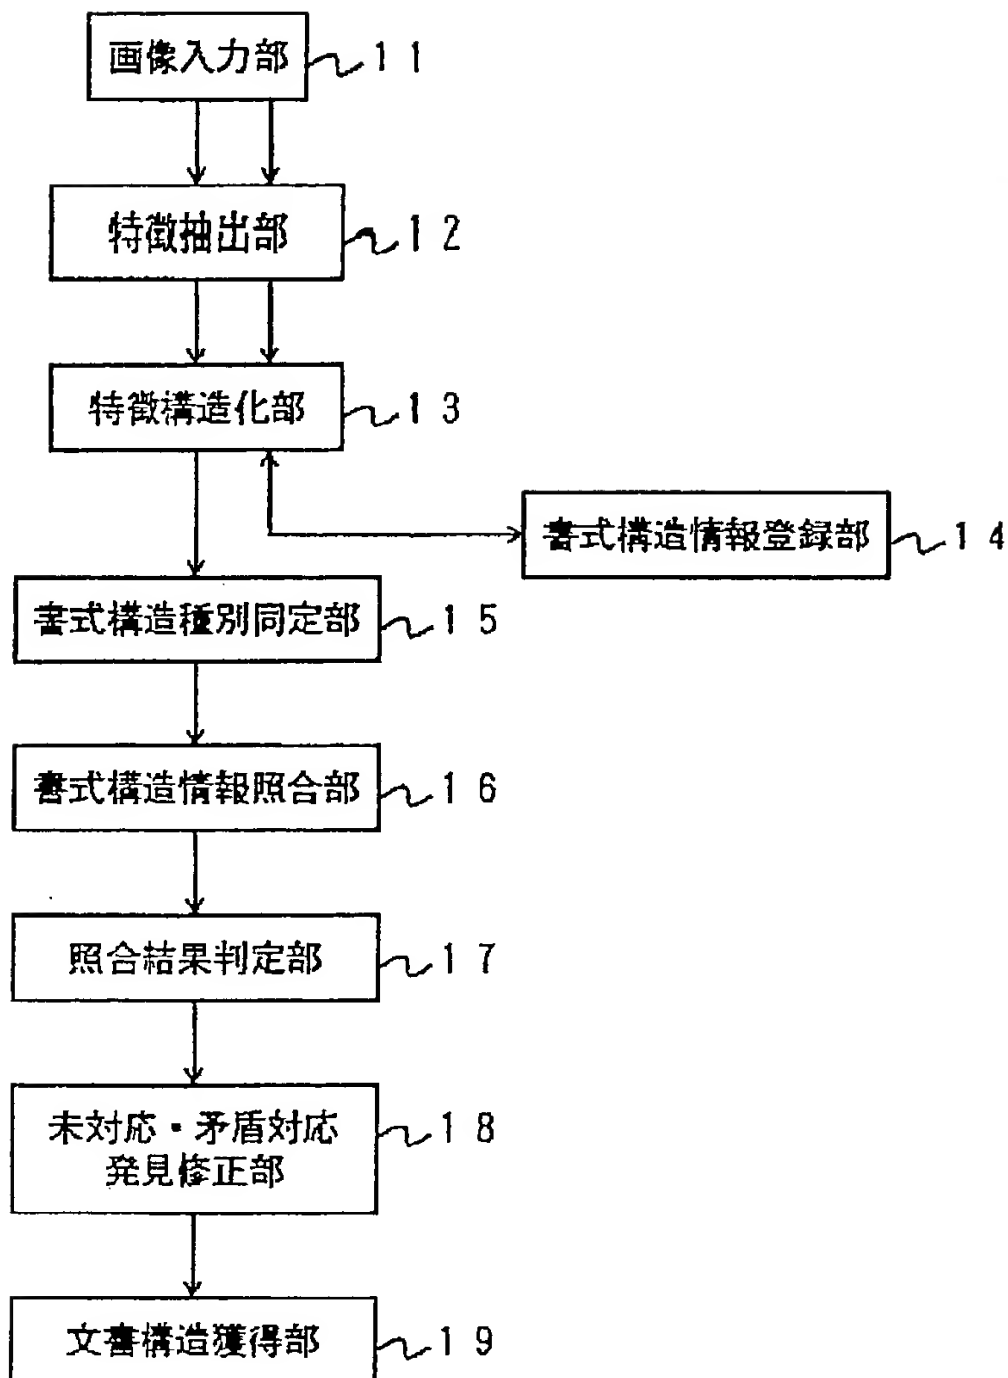 画像入力部 11
特徴抽出部 12
特徴構造化部 13
書式構造情報登録部 14
書式構造種別同定部 15
書式構造情報照合部 16
照合結果判定部 17
未対応・矛盾対応
発見修正部 18
文書構造獲得部 19